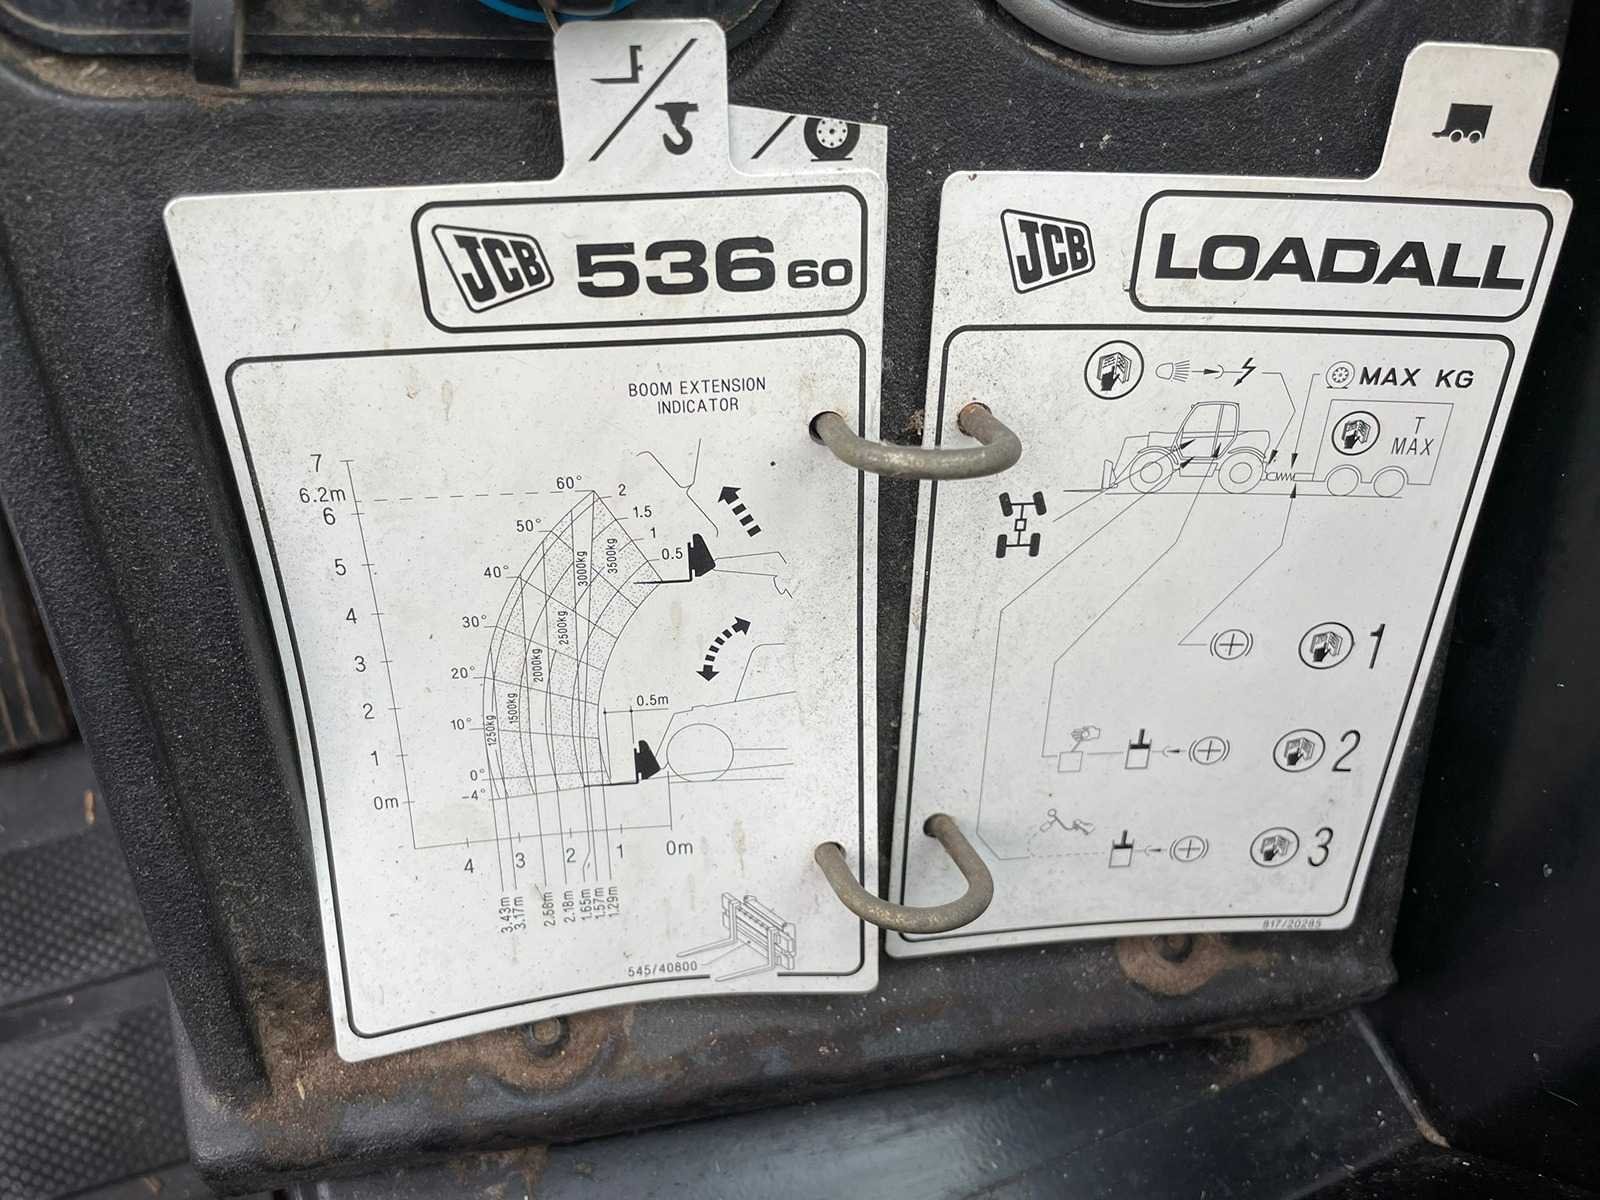 JCB 536 60
BOOM EXTENSION
INDICATOR
7
6.2m
6
5
4
3
2
1
0m
60°
50°
40°
30°
20°
10°
0°
-4°
2
1.5
1
0.5
3500kg
3000kg
2500kg
2000kg
1500kg
1250kg
0.5m
4
3
2
1
0m
3.43m
3.17m
2.68m
2.18m
1.65m
1.57m
1.29m
545/40800
JCB LOADALL
MAX KG
T
MAX
1
2
3
817/20285